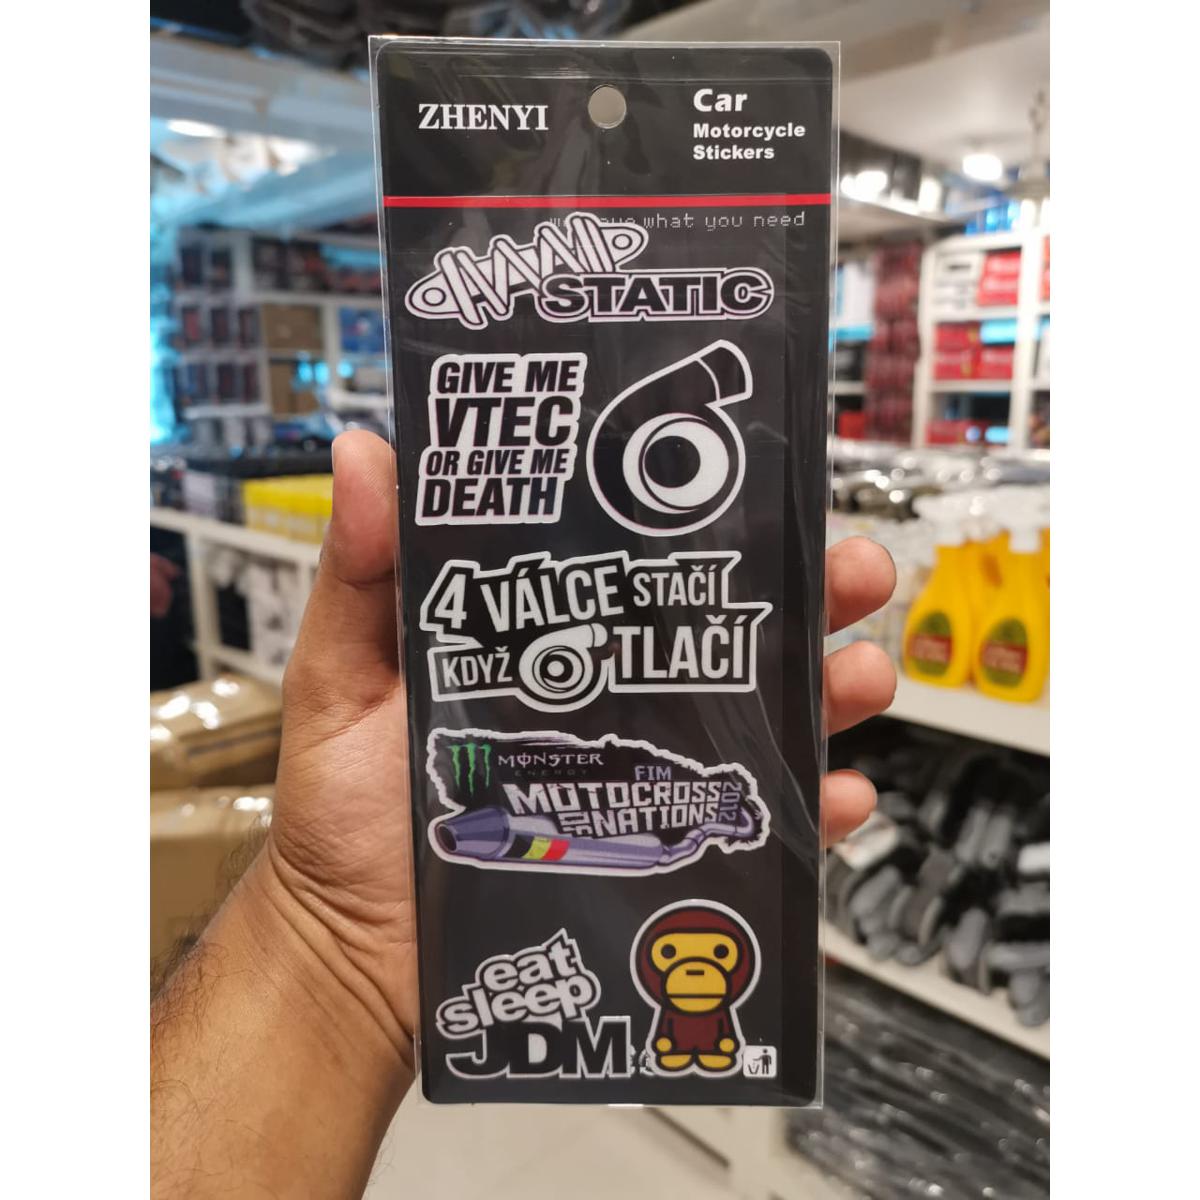 ZHENYI
Car
Motorcycle
Stickers
what you need
STATIC
GIVE ME
VTEC
OR GIVE ME
DEATH
4 VÁLCE STAČÍ
KDYŽ TLAČÍ
MONSTER
ENERGY
FIM
MOTOCROSS
OF NATIONS
2012
eat
sleep
JDM